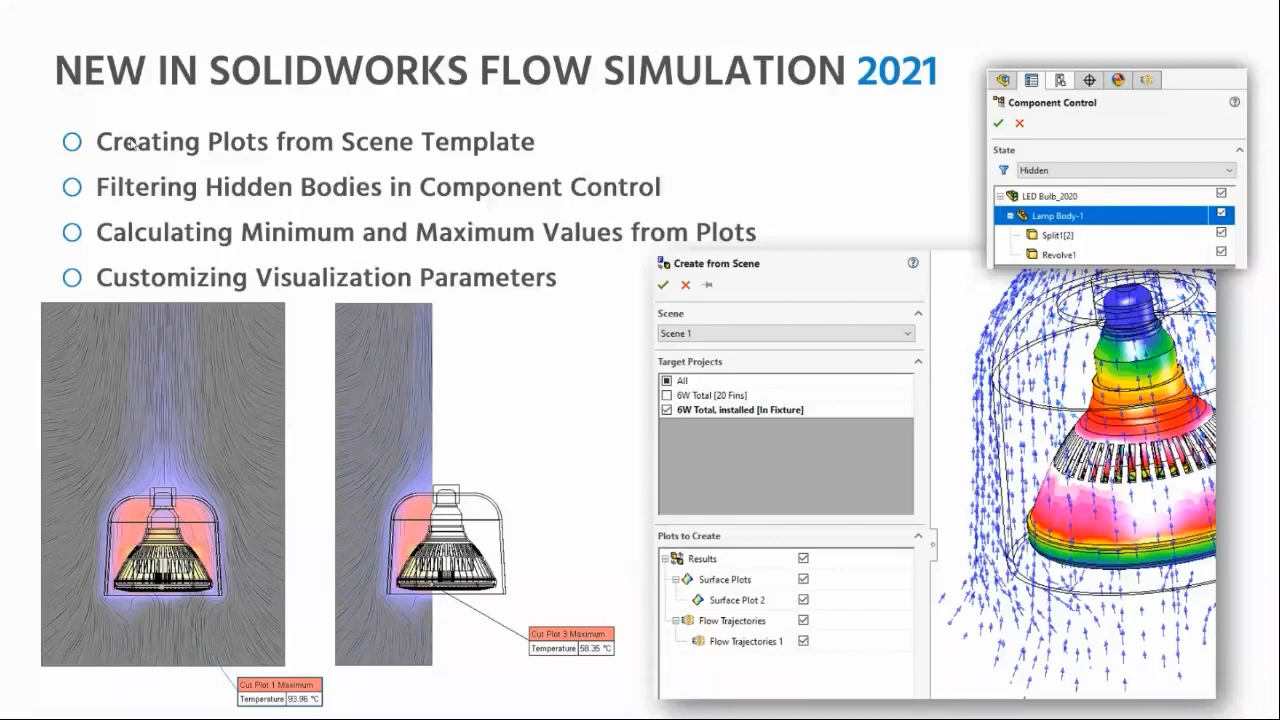 NEW IN SOLIDWORKS FLOW SIMULATION 2021
Creating Plots from Scene Template
Filtering Hidden Bodies in Component Control
Calculating Minimum and Maximum Values from Plots
Customizing Visualization Parameters
Component Control
State
Hidden
LED Bulb_2020
Lamp Body-1
Split1[2]
Revolve1
Create from Scene
Scene
Scene 1
Target Projects
All
6W Total [20 Fins]
6W Total, installed [In Fixture]
Plots to Create
Results
Surface Plots
Surface Plot 2
Flow Trajectories
Flow Trajectories 1
Cut Plot 3 Maximum
Temperature 58.35 °C
Cut Plot 1 Maximum
Temperature 93.96 °C